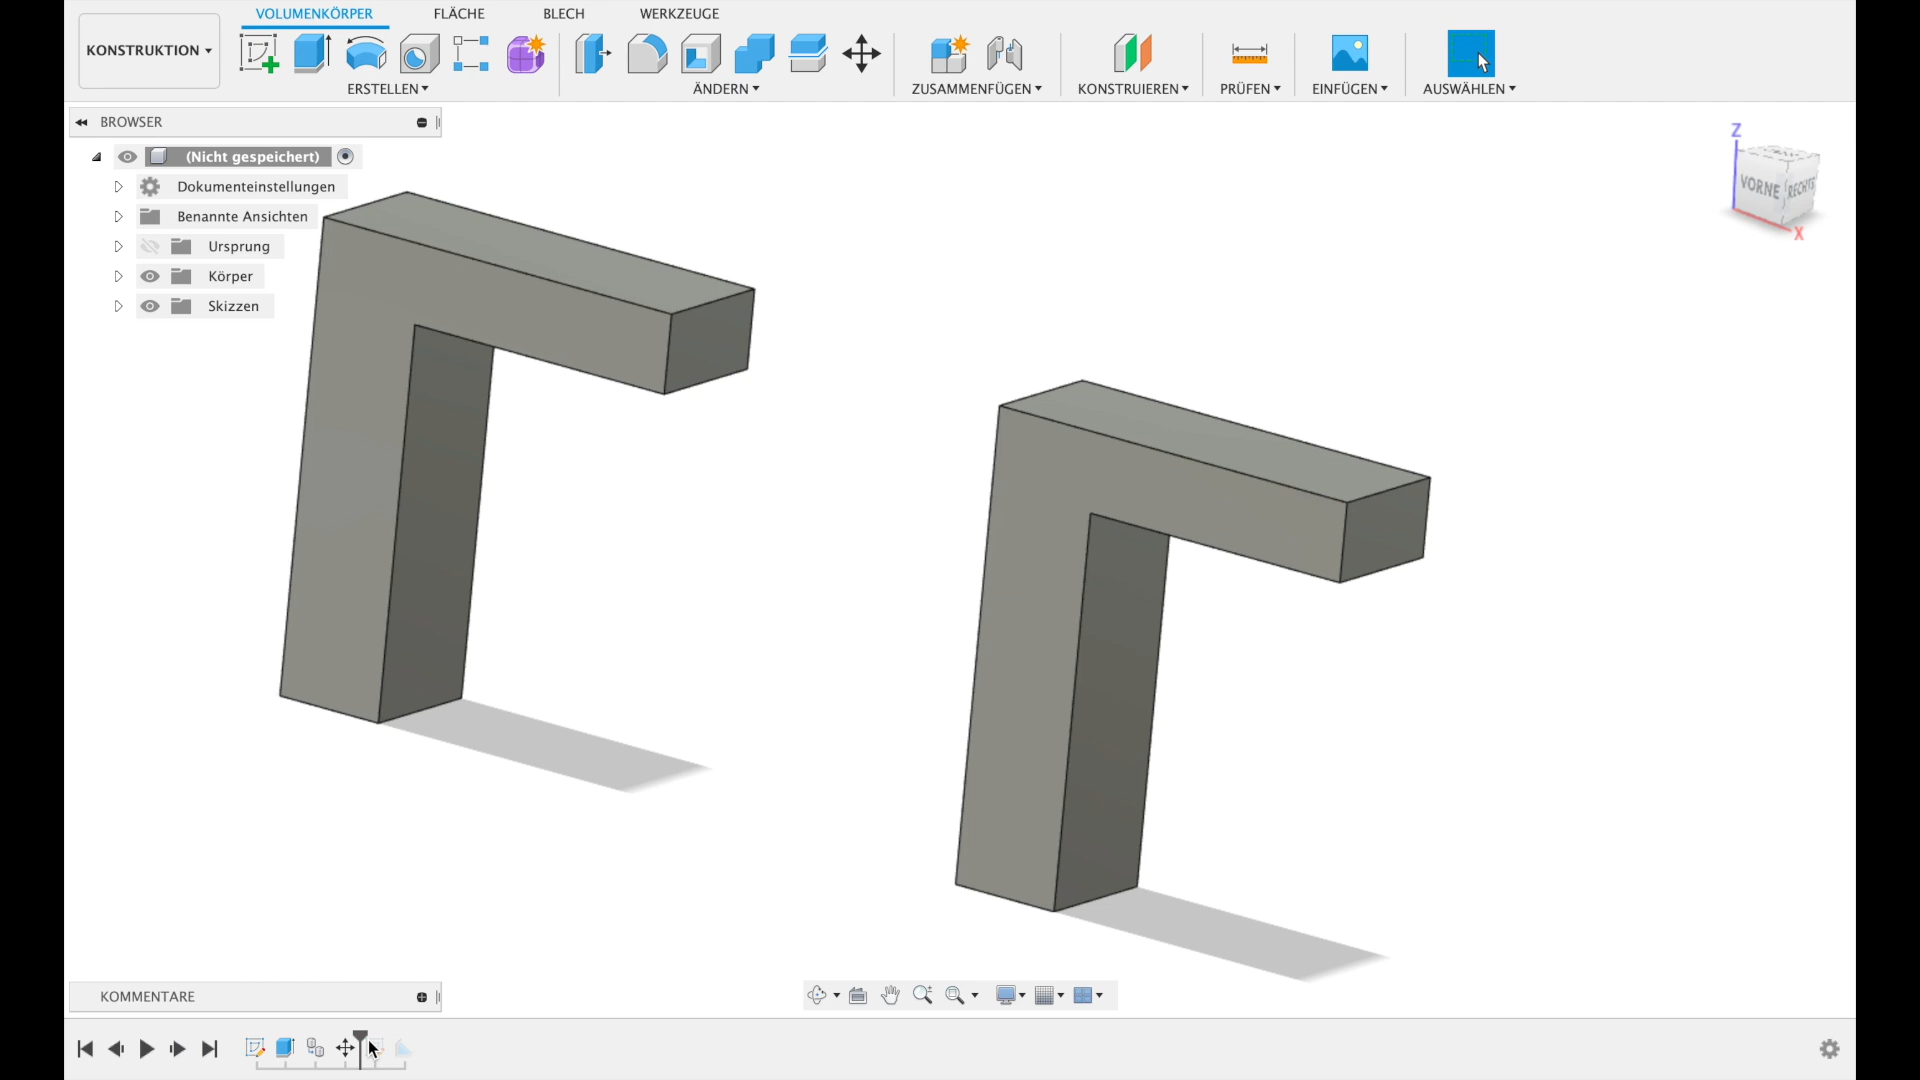 VOLUMENKÖRPER FLÄCHE BLECH WERKZEUGE
KONSTRUKTION
ERSTELLEN ÄNDERN ZUSAMMENFÜGEN KONSTRUIEREN PRÜFEN EINFÜGEN AUSWÄHLEN
BROWSER
(Nicht gespeichert)
Dokumenteinstellungen
Benannte Ansichten
Ursprung
Körper
Skizzen
Z
VORNE RECHTS
X
KOMMENTARE